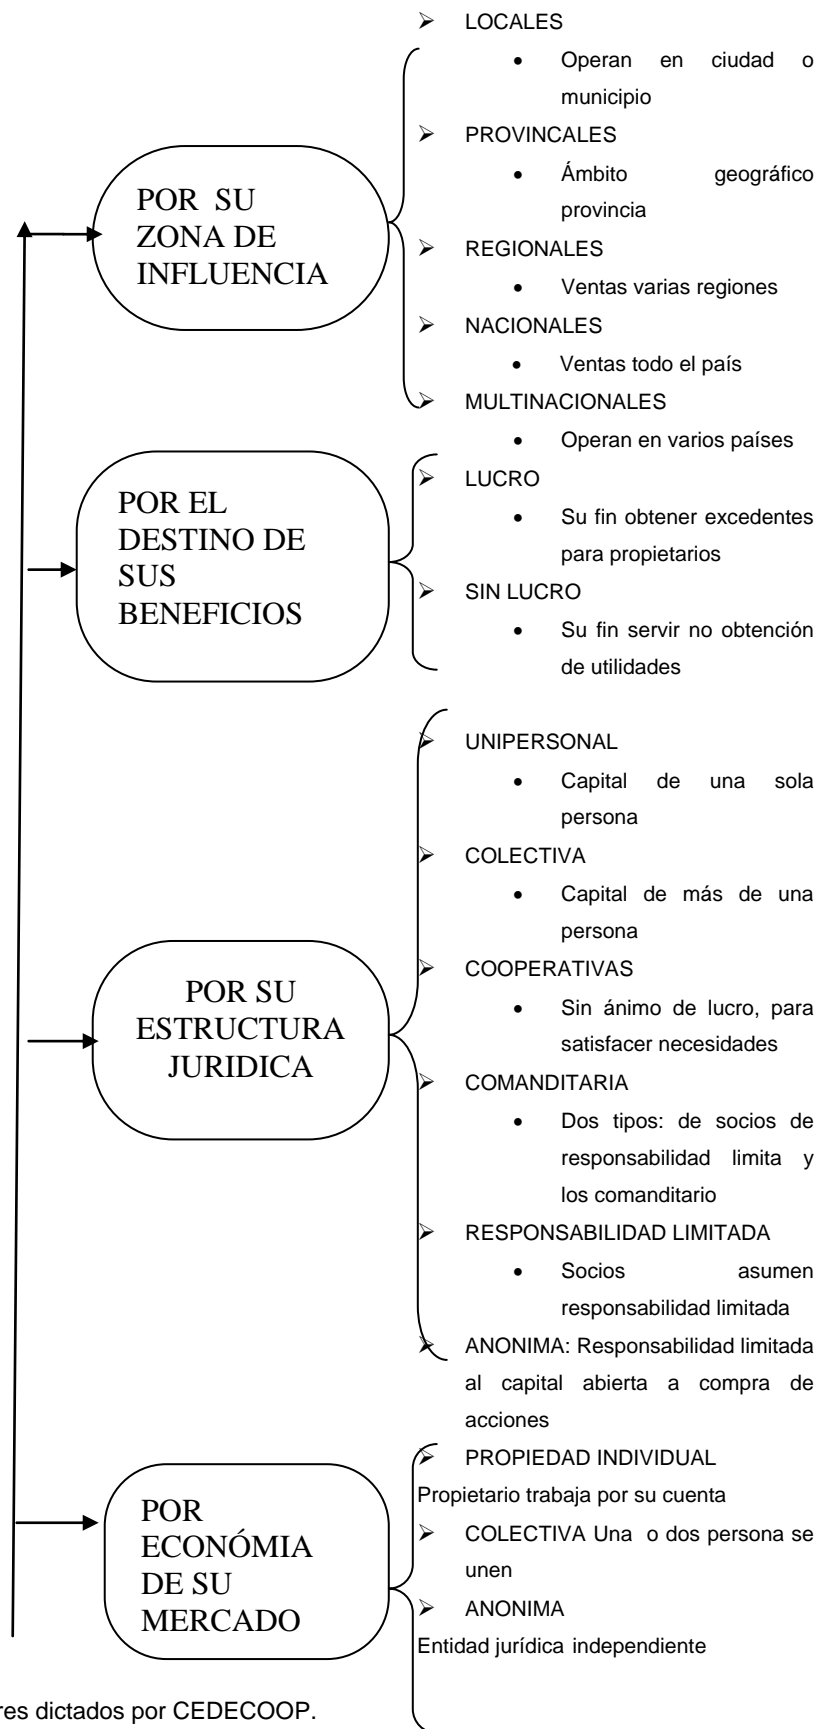 POR SU
ZONA DE
INFLUENCIA
➢ LOCALES
• Operan en ciudad o
municipio
➢ PROVINCALES
• Ámbito geográfico
provincia
➢ REGIONALES
• Ventas varias regiones
➢ NACIONALES
• Ventas todo el país
➢ MULTINACIONALES
• Operan en varios países
POR EL
DESTINO DE
SUS
BENEFICIOS
➢ LUCRO
• Su fin obtener excedentes
para propietarios
➢ SIN LUCRO
• Su fin servir no obtención
de utilidades
POR SU
ESTRUCTURA
JURIDICA
➢ UNIPERSONAL
• Capital de una sola
persona
➢ COLECTIVA
• Capital de más de una
persona
➢ COOPERATIVAS
• Sin ánimo de lucro, para
satisfacer necesidades
➢ COMANDITARIA
• Dos tipos: de socios de
responsabilidad limita y
los comanditario
➢ RESPONSABILIDAD LIMITADA
• Socios asumen
responsabilidad limitada
➢ ANONIMA: Responsabilidad limitada
al capital abierta a compra de
acciones
POR
ECONÓMIA
DE SU
MERCADO
➢ PROPIEDAD INDIVIDUAL
Propietario trabaja por su cuenta
➢ COLECTIVA Una o dos persona se
unen
➢ ANONIMA
Entidad jurídica independiente
res dictados por CEDECOOP.